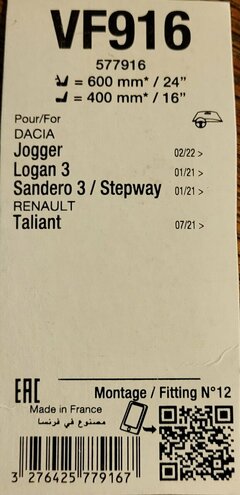 VF916
577916
= 600 mm* / 24"
= 400 mm* / 16"
Pour/For
DACIA
Jogger 02/22 >
Logan 3 01/21 >
Sandero 3 / Stepway 01/21 >
RENAULT
Taliant 07/21 >
EAC
Montage / Fitting N°12
Made in France
مصنوع في فرنسا
3 276425 779167